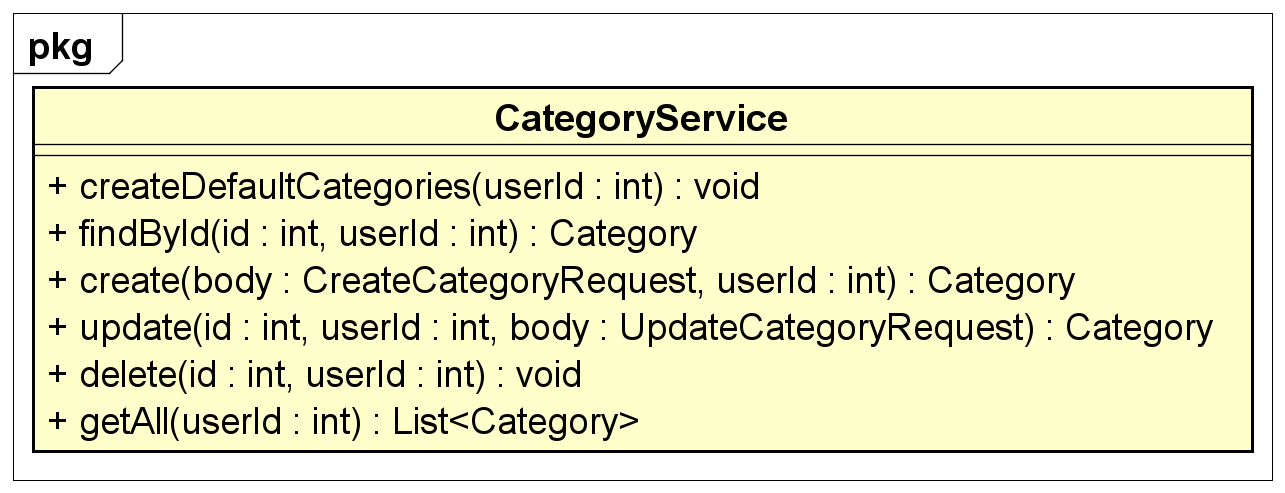 pkg
CategoryService
+ createDefaultCategories(userId : int) : void
+ findById(id : int, userId : int) : Category
+ create(body : CreateCategoryRequest, userId : int) : Category
+ update(id : int, userId : int, body : UpdateCategoryRequest) : Category
+ delete(id : int, userId : int) : void
+ getAll(userId : int) : List<Category>